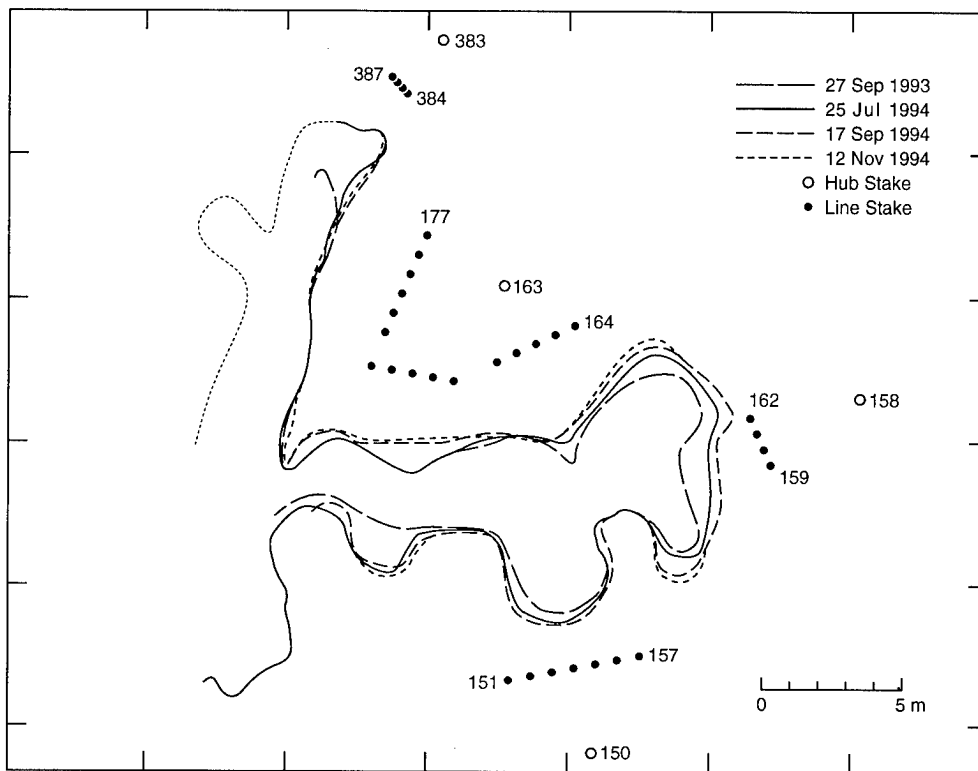 383
387
384
27 Sep 1993
25 Jul 1994
17 Sep 1994
12 Nov 1994
Hub Stake
Line Stake
177
163
164
162
158
159
157
151
0
5 m
150